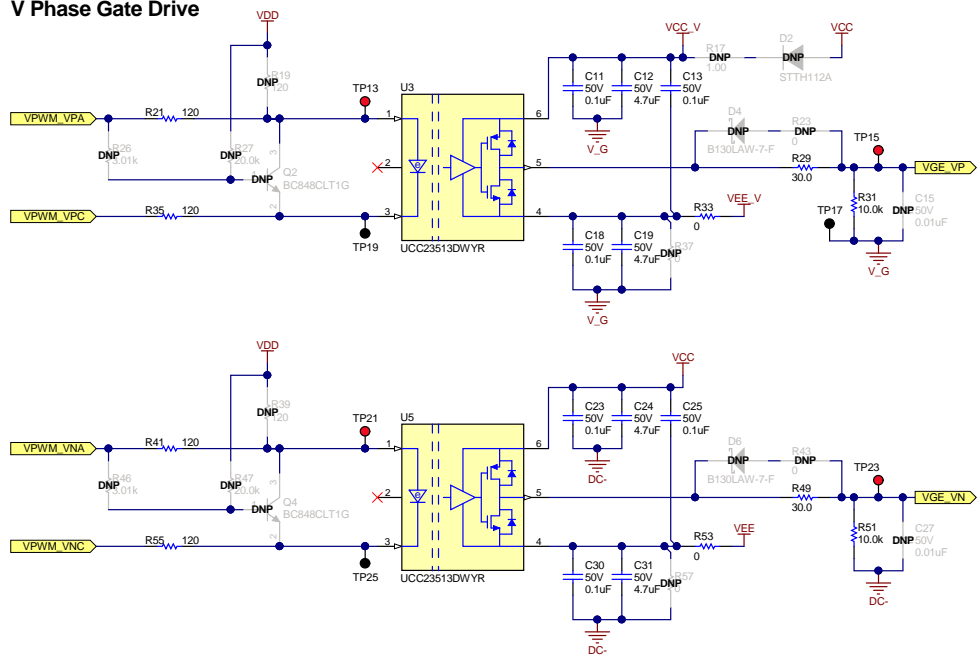 V Phase Gate Drive
VDD
VCC_V
VCC
R19
DNP
120
R17
DNP
1.00
D2
DNP
STTH112A
TP13
U3
C11
50V
0.1uF
C12
50V
4.7uF
C13
50V
0.1uF
VPWM_VPA
R21 120
1
6
V_G
D4
DNP
B130LAW-7-F
R23
DNP
0
TP15
R26
DNP
3.01k
R27
DNP
20.0k
DNP
3
1
Q2
BC848CLT1G
2
2
e
5
R29
30.0
VGE_VP
VPWM_VPC
R35 120
3
4
TP19
UCC23513DWYR
VEE_V
R33
0
C18
50V
0.1uF
C19
50V
4.7uF
R37
DNP
0
V_G
R31
10.0k
TP17
C15
DNP 50V
0.01uF
V_G
VDD
VCC
R39
DNP
120
TP21
U5
C23
50V
0.1uF
C24
50V
4.7uF
C25
50V
0.1uF
VPWM_VNA
R41 120
1
6
DC-
D6
DNP
B130LAW-7-F
R43
DNP
0
TP23
R46
DNP
3.01k
R47
DNP
20.0k
DNP
3
1
Q4
BC848CLT1G
2
2
e
5
R49
30.0
VGE_VN
VPWM_VNC
R55 120
3
4
TP25
UCC23513DWYR
VEE
R53
0
C30
50V
0.1uF
C31
50V
4.7uF
R57
DNP
0
DC-
R51
10.0k
C27
DNP 50V
0.01uF
DC-